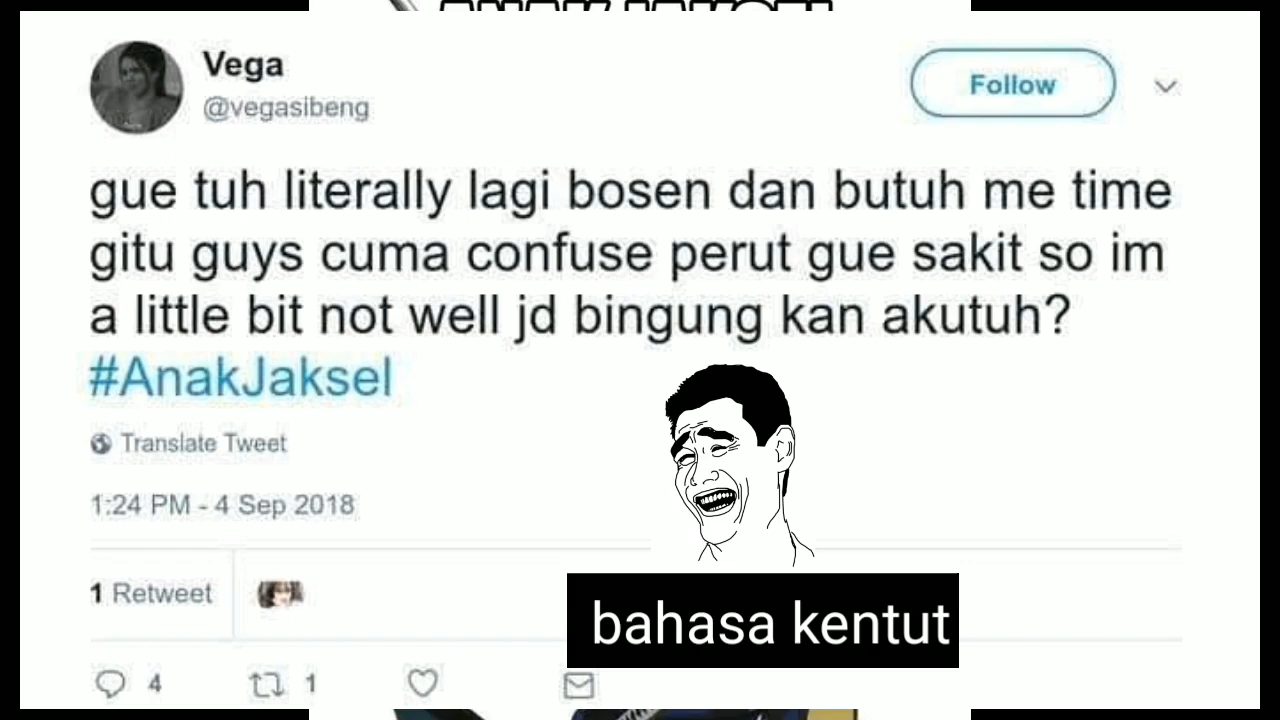 Vega
@vegasibeng
Follow
gue tuh literally lagi bosen dan butuh me time
gitu guys cuma confuse perut gue sakit so im
a little bit not well jd bingung kan akutuh?
#AnakJaksel
Translate Tweet
1:24 PM - 4 Sep 2018
1 Retweet
bahasa kentut
4
1